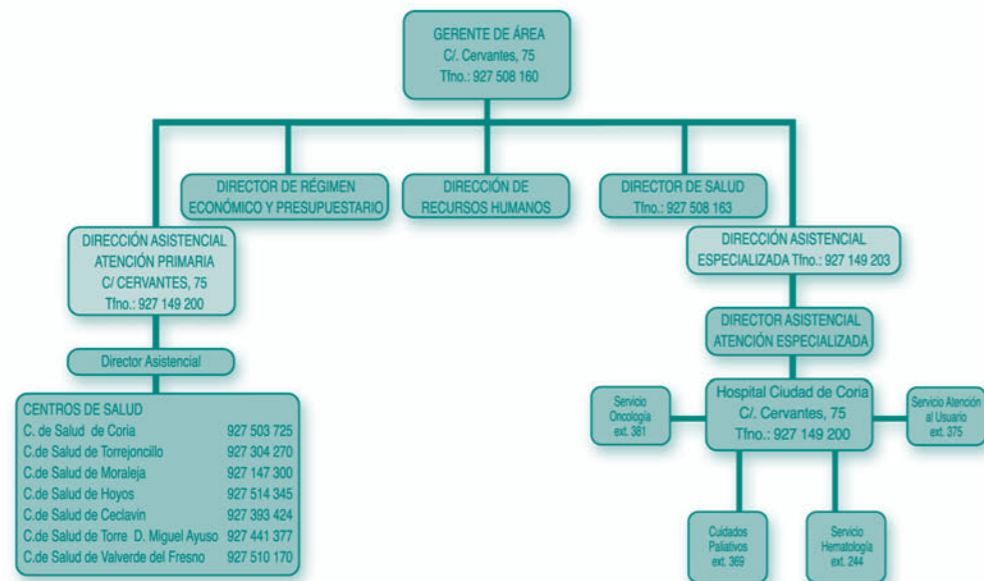 GERENTE DE ÁREA
C/. Cervantes, 75
Tfno.: 927 508 160
DIRECTOR DE RÉGIMEN
ECONÓMICO Y PRESUPUESTARIO
DIRECCIÓN DE
RECURSOS HUMANOS
DIRECTOR DE SALUD
Tfno.: 927 508 163
DIRECCIÓN ASISTENCIAL
ATENCIÓN PRIMARIA
C/ CERVANTES, 75
Tfno.: 927 149 200
DIRECCIÓN ASISTENCIAL
ESPECIALIZADA Tfno.: 927 149 203
Director Asistencial
DIRECTOR ASISTENCIAL
ATENCIÓN ESPECIALIZADA
CENTROS DE SALUD
C. de Salud de Coria 927 503 725
C.de Salud de Torrejoncillo 927 304 270
C.de Salud de Moraleja 927 147 300
C.de Salud de Hoyos 927 514 345
C.de Salud de Ceclavin 927 393 424
C.de Salud de Torre D. Miguel Ayuso 927 441 377
C.de Salud de Valverde del Fresno 927 510 170
Servicio
Oncología
ext. 381
Hospital Ciudad de Coria
C/. Cervantes, 75
Tfno.: 927 149 200
Servicio Atención
al Usuario
ext. 375
Cuidados
Paliativos
ext. 369
Servicio
Hematología
ext. 244